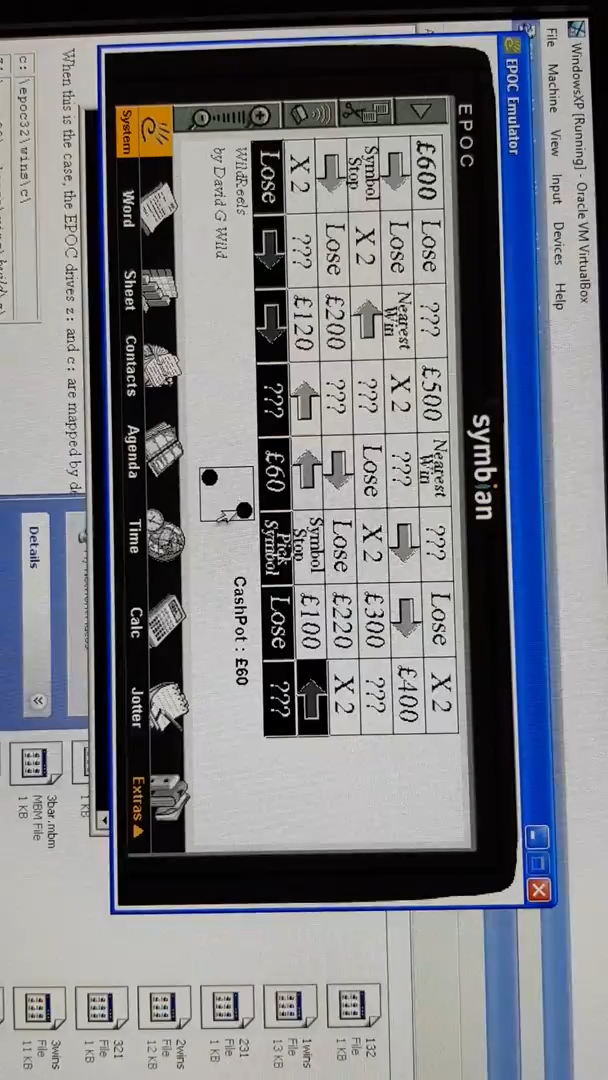 WindowsXP [Running] - Oracle VM VirtualBox
File Machine View Input Devices Help
EPOC Emulator
symbian
EPOC
£600 Lose ??? £500 Nearest Win ??? Lose X 2
Lose Nearest Win X 2 ??? £400
Symbol Stop X 2 ??? Lose X 2 £300 ???
Lose £200 ??? Lose £220 X 2
X 2 ??? £120 Symbol Stop £100
Lose ??? £60 Pick Symbol Lose ???
WildReels
by David G Wild
CashPot : £60
System Word Sheet Contacts Agenda Time Calc Jotter Extras
When this is the case, the EPOC drives z: and c: are mapped by
c: \epoc32\wins\c\
Details
1 KB
3bar.mbm
MBM File
1 KB
132
File
1 KB
1wins
File
13 KB
231
File
1 KB
2wins
File
12 KB
321
File
1 KB
3wins
File
11 KB